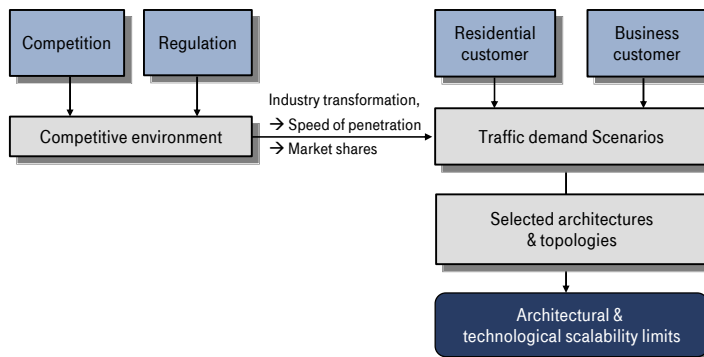 Competition
Regulation
Residential
customer
Business
customer
Industry transformation,
→ Speed of penetration
→ Market shares
Competitive environment
Traffic demand Scenarios
Selected architectures
& topologies
Architectural &
technological scalability limits